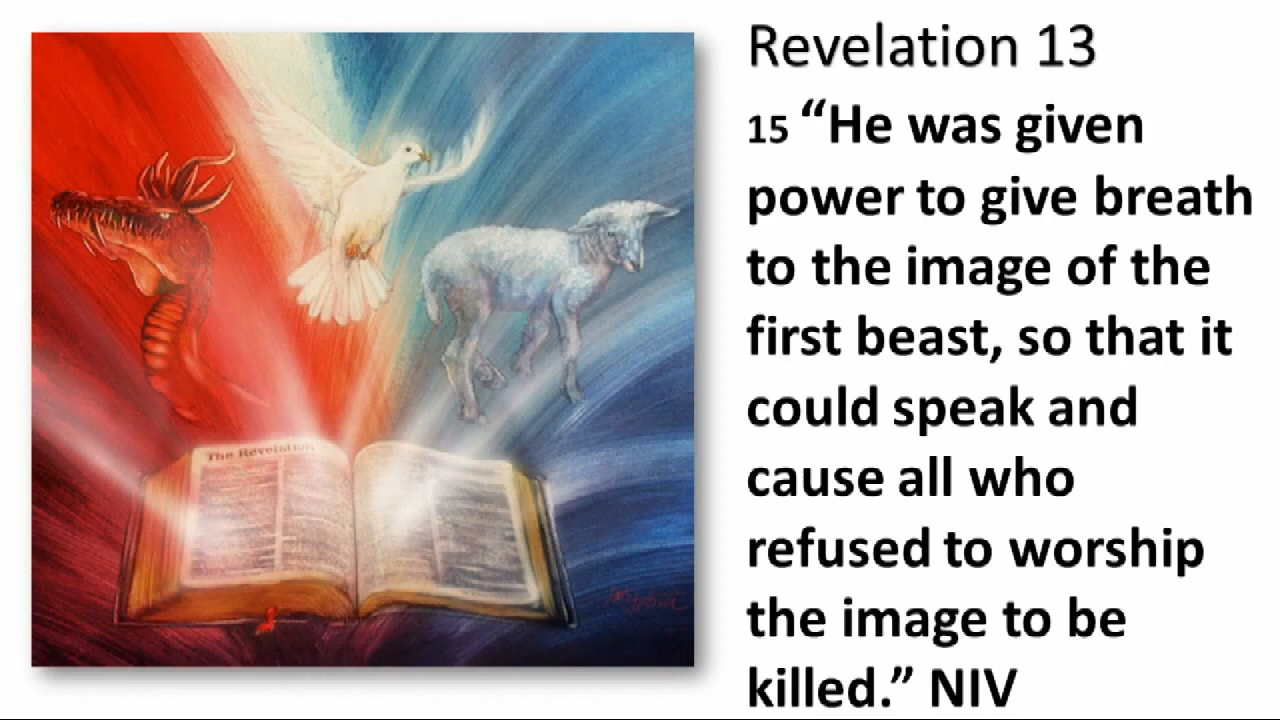 Revelation 13
15 “He was given
power to give breath
to the image of the
first beast, so that it
could speak and
cause all who
refused to worship
the image to be
killed.” NIV
The Revelation